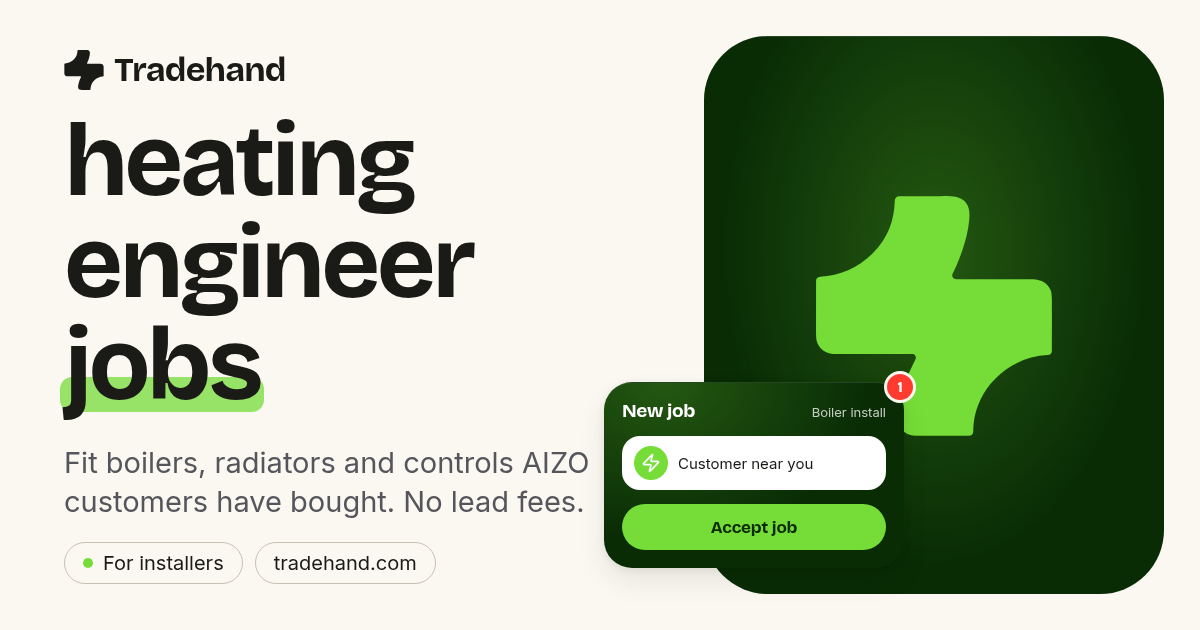 Tradehand
heating
engineer
jobs
Fit boilers, radiators and controls AIZO
customers have bought. No lead fees.
For installers
tradehand.com
1
New job
Boiler install
Customer near you
Accept job